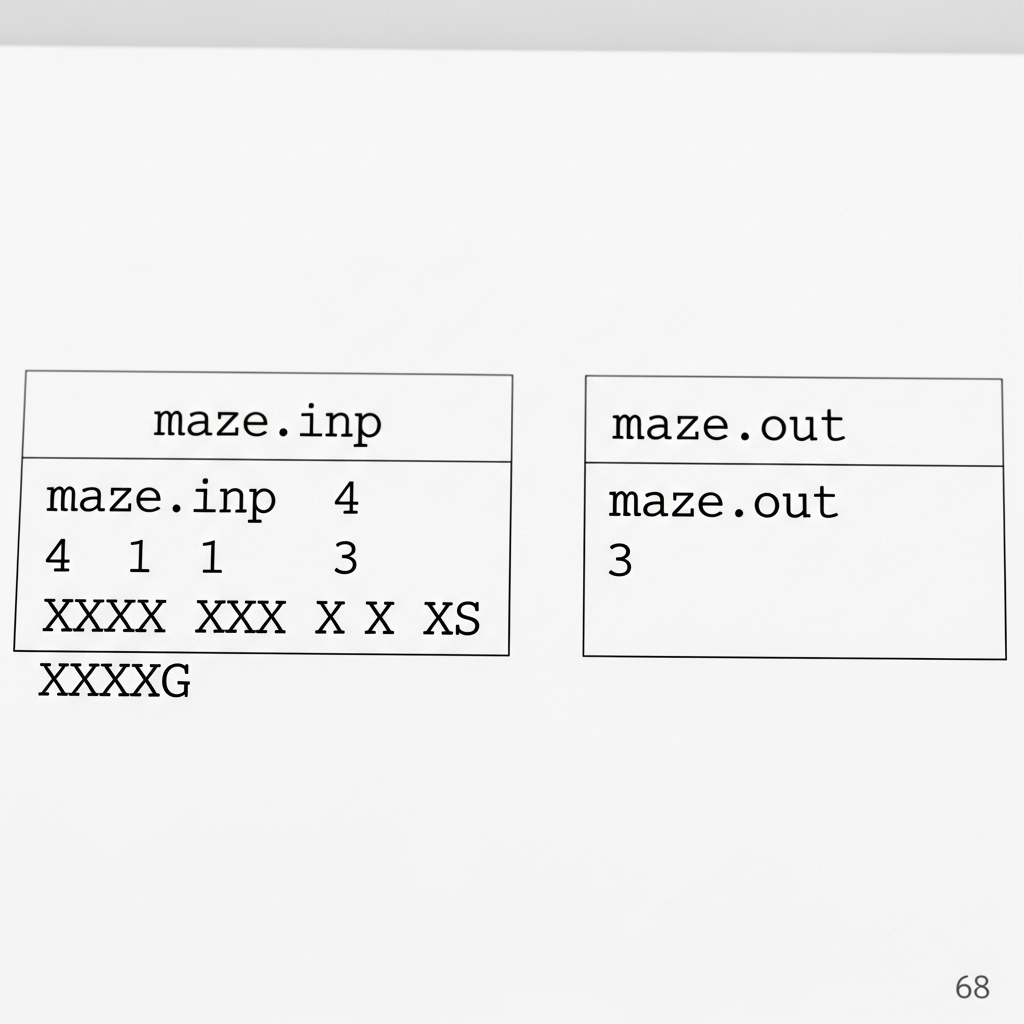 maze.inp
maze.inp 4
4 1 1 3
XXXX XXX X X XS
XXXXG
maze.out
maze.out
3
68